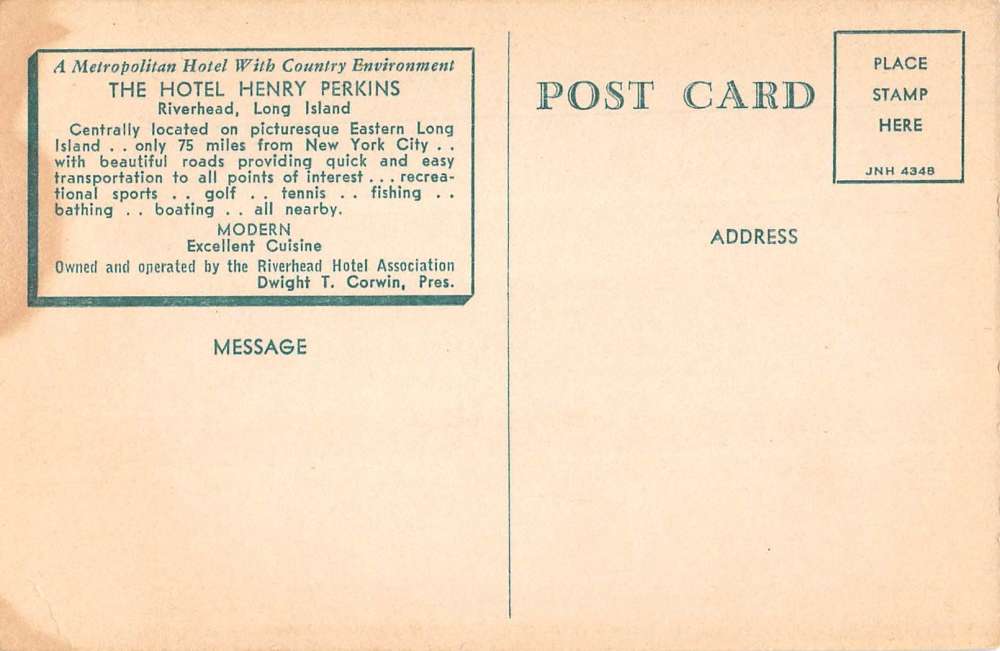 A Metropolitan Hotel With Country Environment
THE HOTEL HENRY PERKINS
Riverhead, Long Island
Centrally located on picturesque Eastern Long
Island . . only 75 miles from New York City . .
with beautiful roads providing quick and easy
transportation to all points of interest . . . recrea-
tional sports . . golf . . tennis . . fishing . .
bathing . . boating . . all nearby.
MODERN
Excellent Cuisine
Owned and operated by the Riverhead Hotel Association
Dwight T. Corwin, Pres.
MESSAGE
POST CARD
PLACE
STAMP
HERE
JNH 4348
ADDRESS